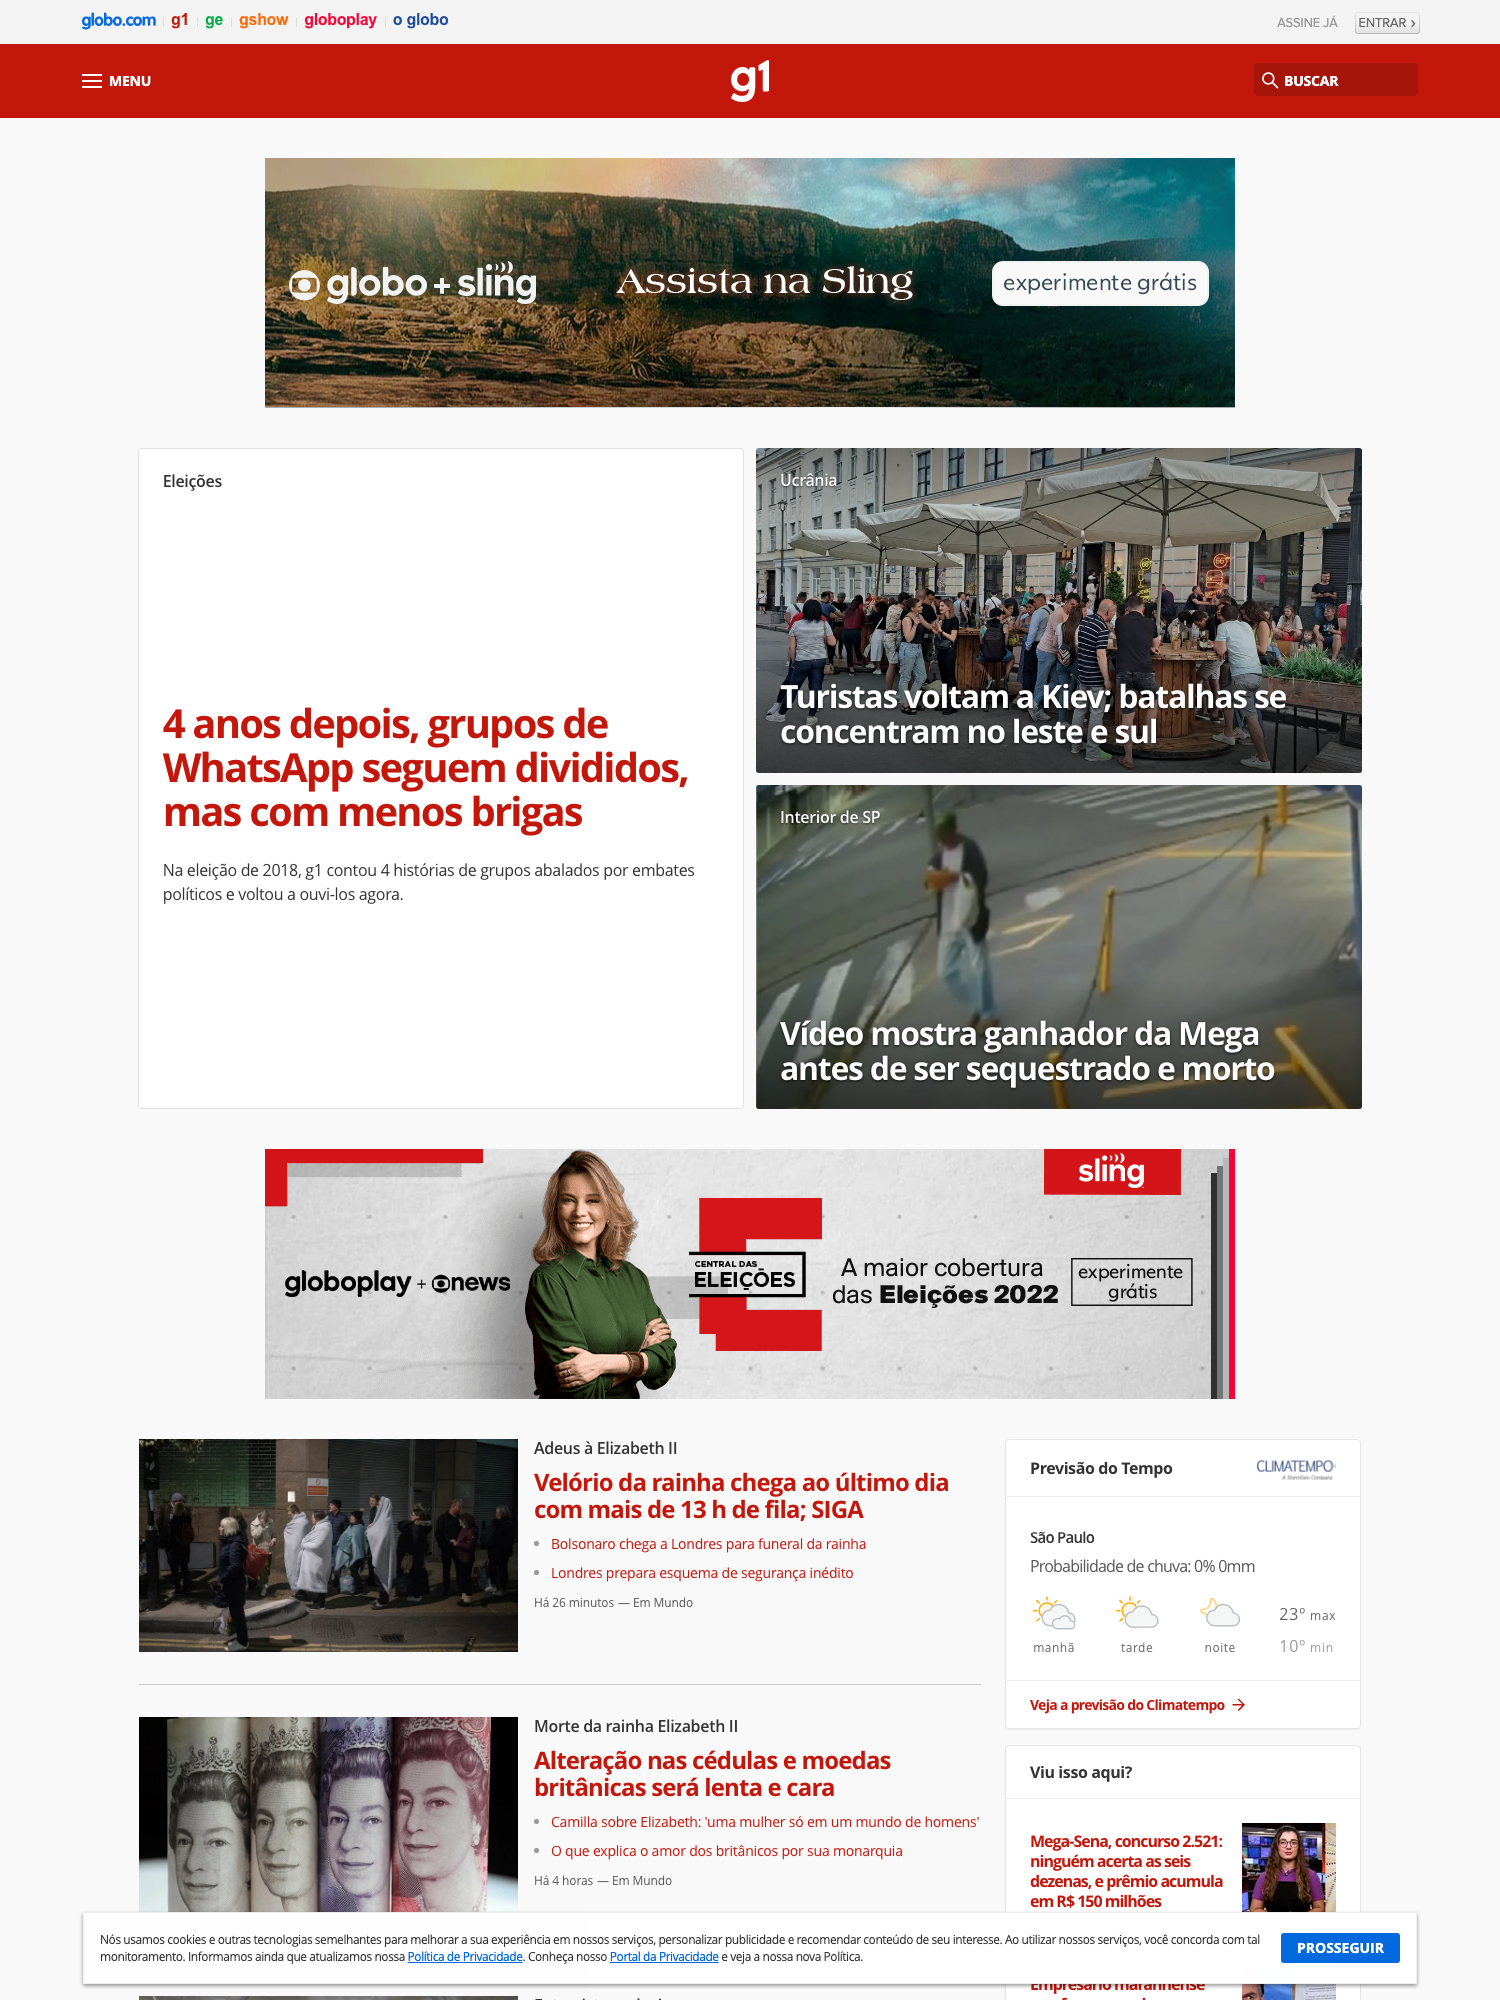 globo.com g1 ge gshow globoplay o globo
ASSINE JÁ ENTRAR ›
MENU
g1
BUSCAR
globo + sling
Assista na Sling
experimente grátis
Eleições
4 anos depois, grupos de
WhatsApp seguem divididos,
mas com menos brigas
Na eleição de 2018, g1 contou 4 histórias de grupos abalados por embates
políticos e voltou a ouvi-los agora.
Ucrânia
Turistas voltam a Kiev; batalhas se
concentram no leste e sul
Interior de SP
Vídeo mostra ganhador da Mega
antes de ser sequestrado e morto
globoplay + news
CENTRAL DAS
ELEIÇÕES
A maior cobertura
das Eleições 2022
sling
experimente
grátis
Adeus à Elizabeth II
Velório da rainha chega ao último dia
com mais de 13 h de fila; SIGA
Bolsonaro chega a Londres para funeral da rainha
Londres prepara esquema de segurança inédito
Há 26 minutos — Em Mundo
Morte da rainha Elizabeth II
Alteração nas cédulas e moedas
britânicas será lenta e cara
Camilla sobre Elizabeth: 'uma mulher só em um mundo de homens'
O que explica o amor dos britânicos por sua monarquia
Há 4 horas — Em Mundo
Previsão do Tempo
CLIMATEMPO
São Paulo
Probabilidade de chuva: 0% 0mm
manhã
tarde
noite
23º max
10º min
Veja a previsão do Climatempo
Viu isso aqui?
Mega-Sena, concurso 2.521:
ninguém acerta as seis
dezenas, e prêmio acumula
em R$ 150 milhões
Nós usamos cookies e outras tecnologias semelhantes para melhorar a sua experiência em nossos serviços, personalizar publicidade e recomendar conteúdo de seu interesse. Ao utilizar nossos serviços, você concorda com tal
monitoramento. Informamos ainda que atualizamos nossa Política de Privacidade. Conheça nosso Portal da Privacidade e veja a nossa nova Política.
PROSSEGUIR
Empresário maranhense